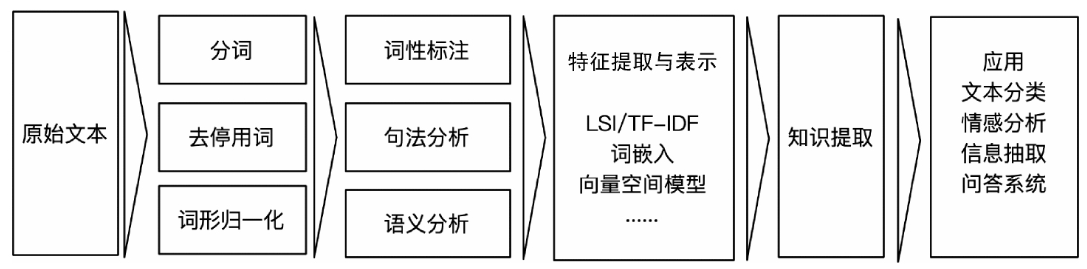 原始文本
分词
去停用词
词形归一化
词性标注
句法分析
语义分析
特征提取与表示
LSI/TF-IDF
词嵌入
向量空间模型
......
知识提取
应用
文本分类
情感分析
信息抽取
问答系统